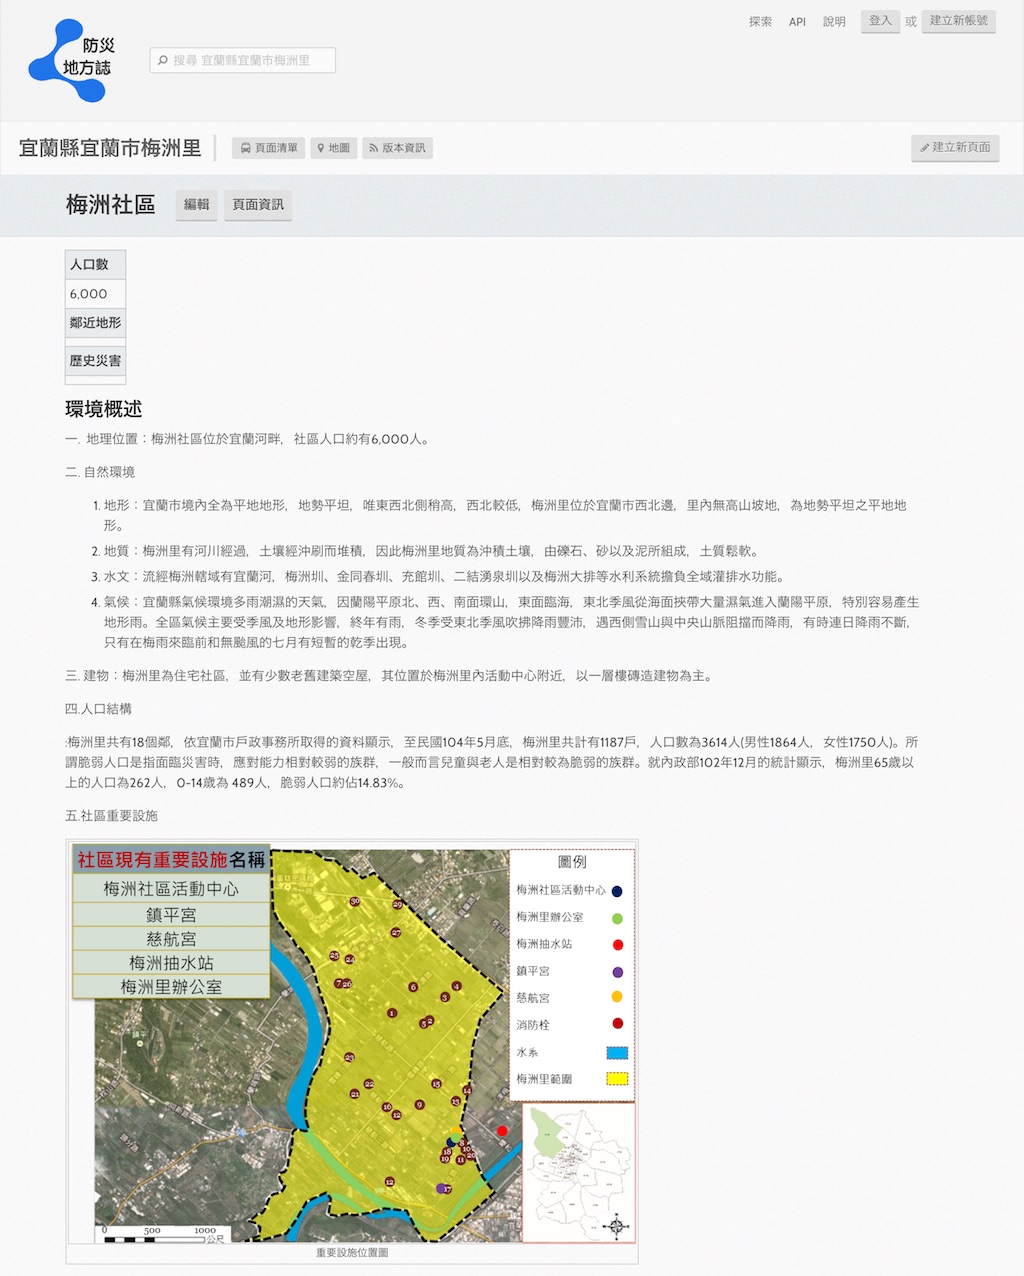 探索 API 說明 登入 或 建立新帳號
防災
地方誌
搜尋 宜蘭縣宜蘭市梅洲里
宜蘭縣宜蘭市梅洲里
頁面清單 地圖 版本資訊
建立新頁面
梅洲社區 編輯 頁面資訊
人口數
6,000
鄰近地形
歷史災害
環境概述
一. 地理位置：梅洲社區位於宜蘭河畔, 社區人口約有6,000人。
二. 自然環境
1. 地形：宜蘭市境內全為平地地形, 地勢平坦, 唯東西北側稍高, 西北較低, 梅洲里位於宜蘭市西北邊, 里內無高山坡地, 為地勢平坦之平地地
形。
2. 地質：梅洲里有河川經過, 土壤經沖刷而堆積, 因此梅洲里地質為沖積土壤, 由礫石、砂以及泥所組成, 土質鬆軟。
3. 水文：流經梅洲轄域有宜蘭河, 梅洲圳、金同春圳、充館圳、二結湧泉圳以及梅洲大排等水利系統擔負全域灌排水功能。
4. 氣候：宜蘭縣氣候環境多雨潮濕的天氣, 因蘭陽平原北、西、南面環山, 東面臨海, 東北季風從海面挾帶大量濕氣進入蘭陽平原, 特別容易產生
地形雨。全區氣候主要受季風及地形影響, 終年有雨, 冬季受東北季風吹拂降雨豐沛, 遇西側雪山與中央山脈阻擋而降雨, 有時連日降雨不斷,
只有在梅雨來臨前和無颱風的七月有短暫的乾季出現。
三. 建物：梅洲里為住宅社區, 並有少數老舊建築空屋, 其位置於梅洲里內活動中心附近, 以一層樓磚造建物為主。
四.人口結構
:梅洲里共有18個鄰, 依宜蘭市戶政事務所取得的資料顯示, 至民國104年5月底, 梅洲里共計有1187戶, 人口數為3614人(男性1864人, 女性1750人)。所
謂脆弱人口是指面臨災害時, 應對能力相對較弱的族群, 一般而言兒童與老人是相對較為脆弱的族群。就內政部102年12月的統計顯示, 梅洲里65歲以
上的人口為262人, 0-14歲為 489人, 脆弱人口約佔14.83%。
五.社區重要設施
社區現有重要設施名稱
梅洲社區活動中心
鎮平宮
慈航宮
梅洲抽水站
梅洲里辦公室
圖例
梅洲社區活動中心
梅洲里辦公室
梅洲抽水站
鎮平宮
慈航宮
消防栓
水系
梅洲里範圍
30 29
27
25 24
7 26 6 4
3
1
5 2
23
22 15 14
21 13
16 9
12
18 10
19 11 20
12
17
鎮平
0 500 1000
公尺
重要設施位置圖